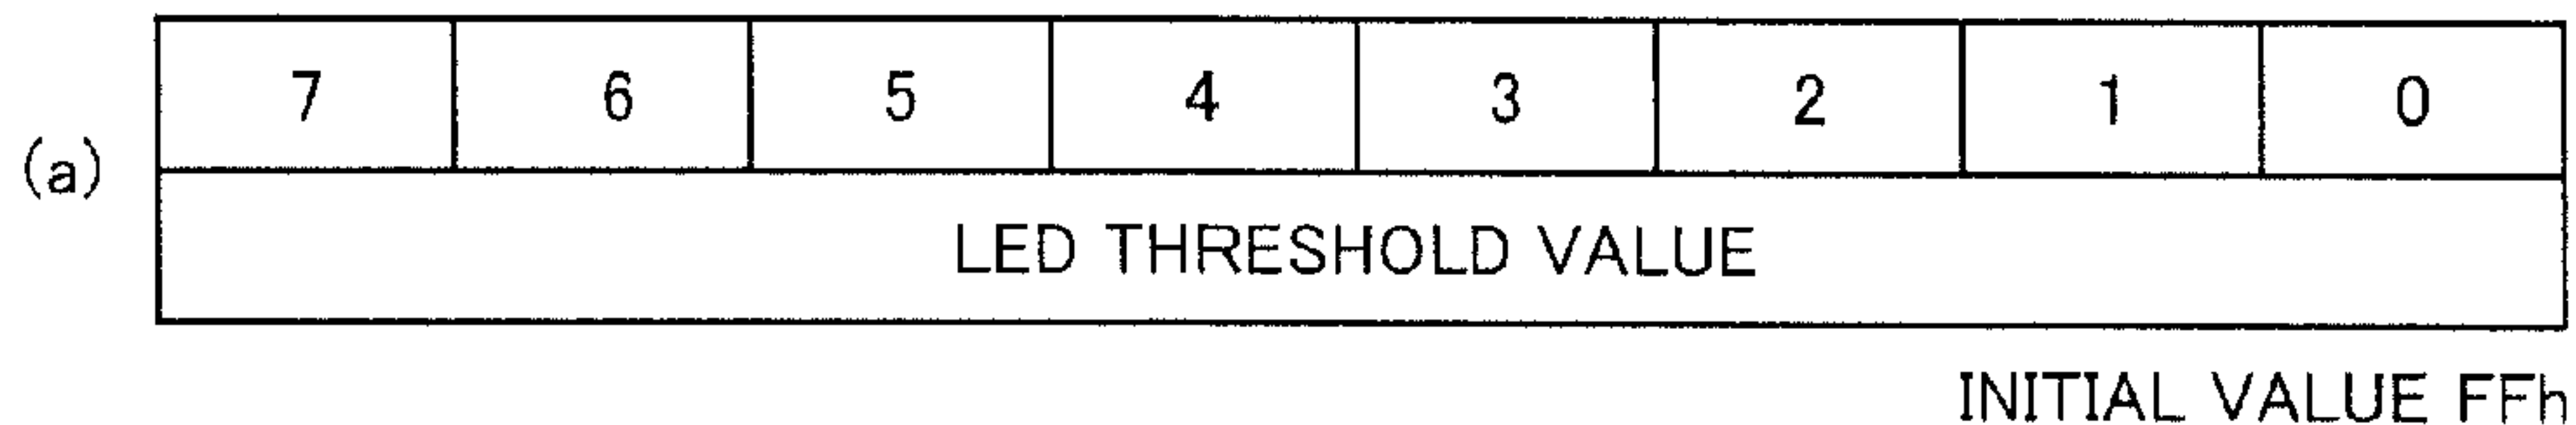 7 6 5 4 3 2 1 0
(a)
LED THRESHOLD VALUE
INITIAL VALUE FFh